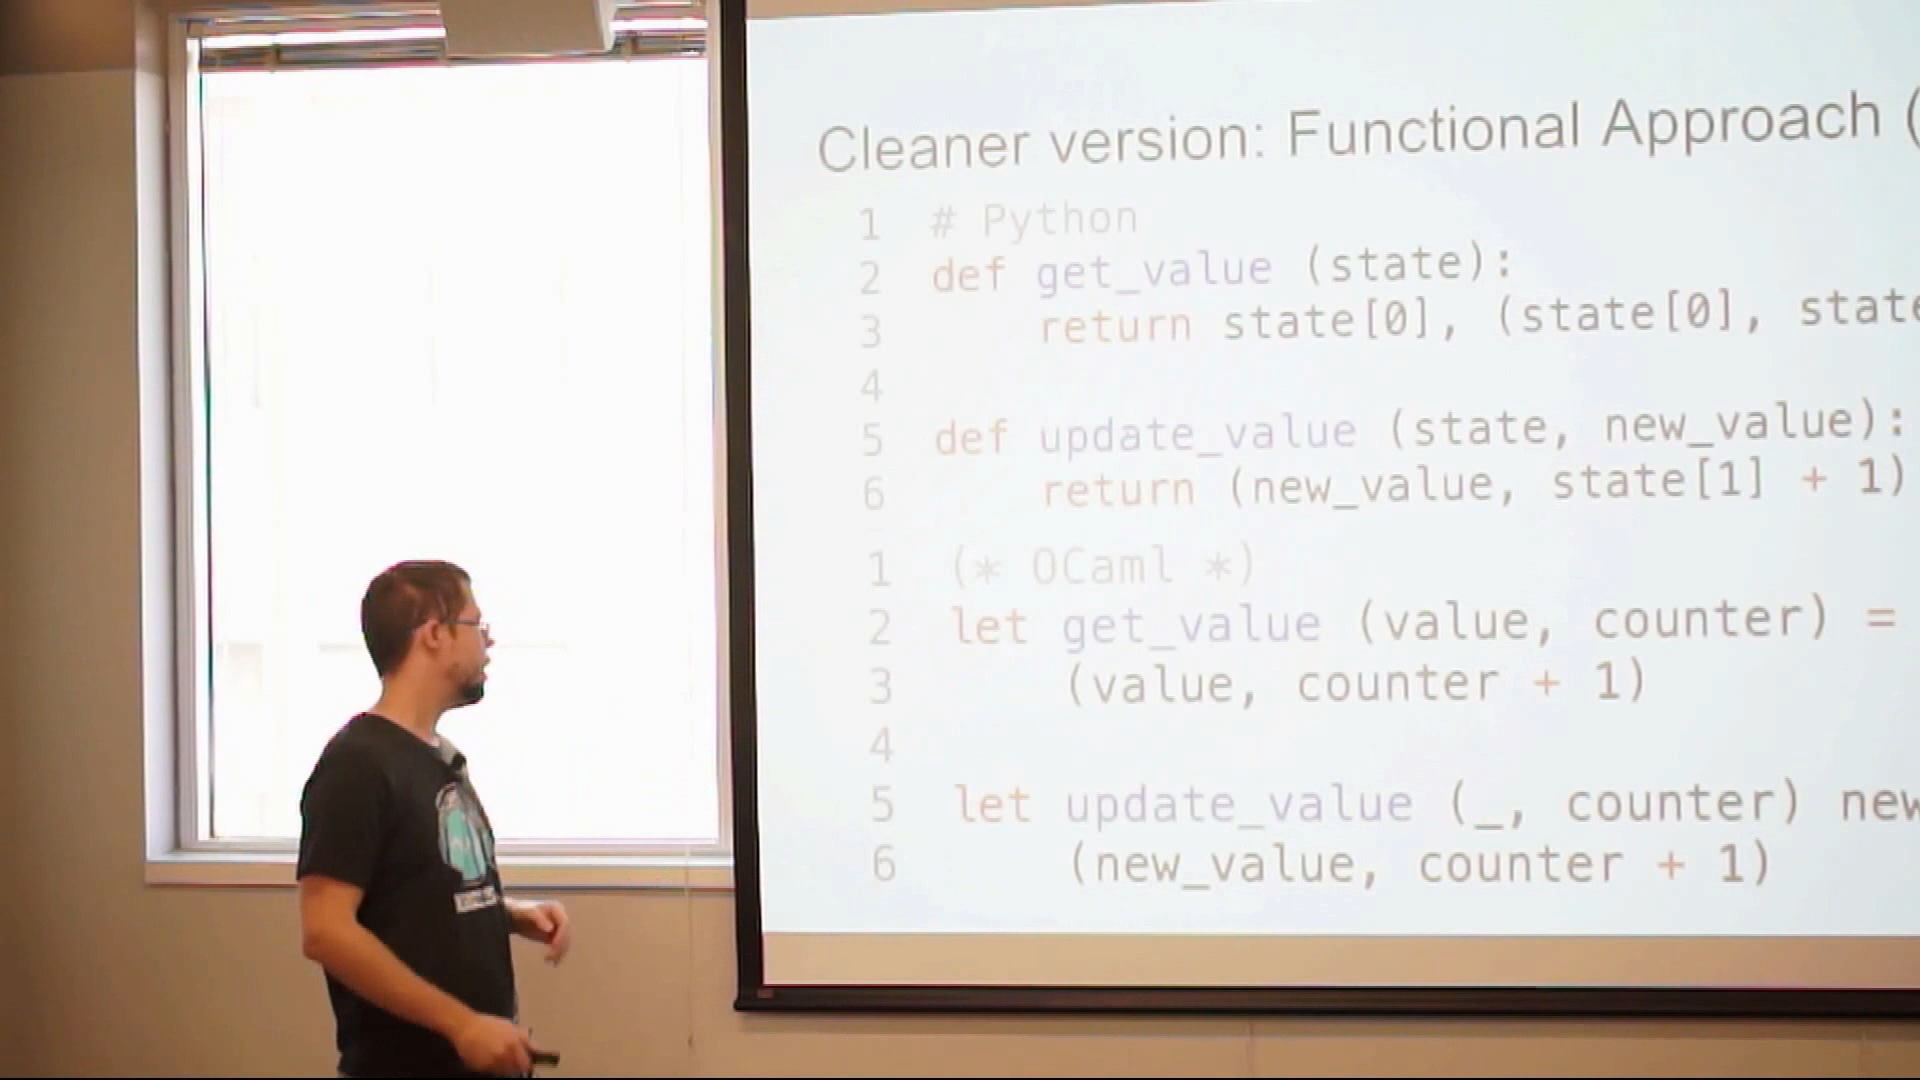 Cleaner version: Functional Approach (
1 # Python
2 def get_value (state):
3 return state[0], (state[0], state
4
5 def update_value (state, new_value):
6 return (new_value, state[1] + 1)
1 (* OCaml *)
2 let get_value (value, counter) =
3 (value, counter + 1)
4
5 let update_value (_, counter) new
6 (new_value, counter + 1)